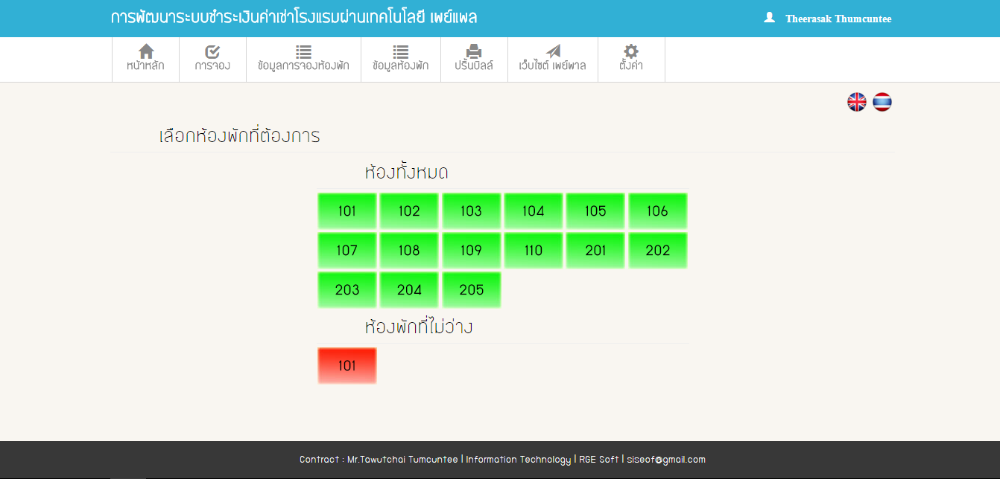 การพัฒนาระบบชำระเงินค่าเช่าโรงแรมผ่านเทคโนโลยี เพย์แพล
Theerasak Thumcuntee
หน้าหลัก การจอง ข้อมูลการจองห้องพัก ข้อมูลห้องพัก ปริ้นบิลล์ เว็บไซต์ เพย์พาล ตั้งค่า
เลือกห้องพักที่ต้องการ
ห้องทั้งหมด
101 102 103 104 105 106
107 108 109 110 201 202
203 204 205
ห้องพักที่ไม่ว่าง
101
Contract : Mr.Tawutchai Tumcuntee | Information Technology | RGE Soft | siseof@gmail.com